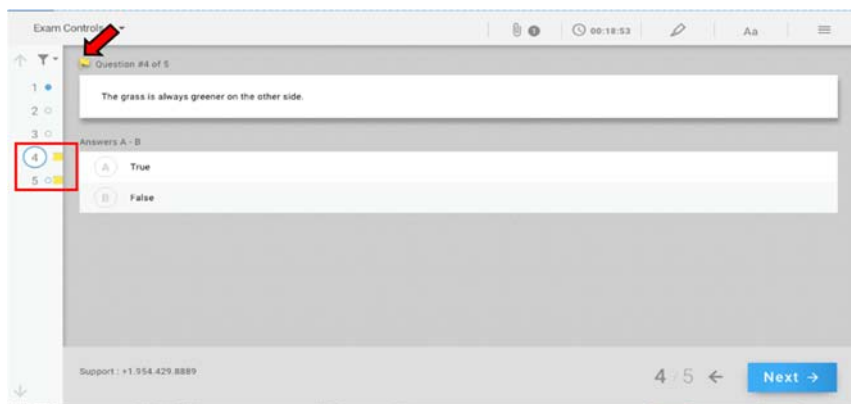 Exam Controls
1
00:18:53
Aa
Question #4 of 5
1
The grass is always greener on the other side.
2
3
Answers A - B
4
A True
5
B False
Support : +1.954.429.8889
4 / 5
Next